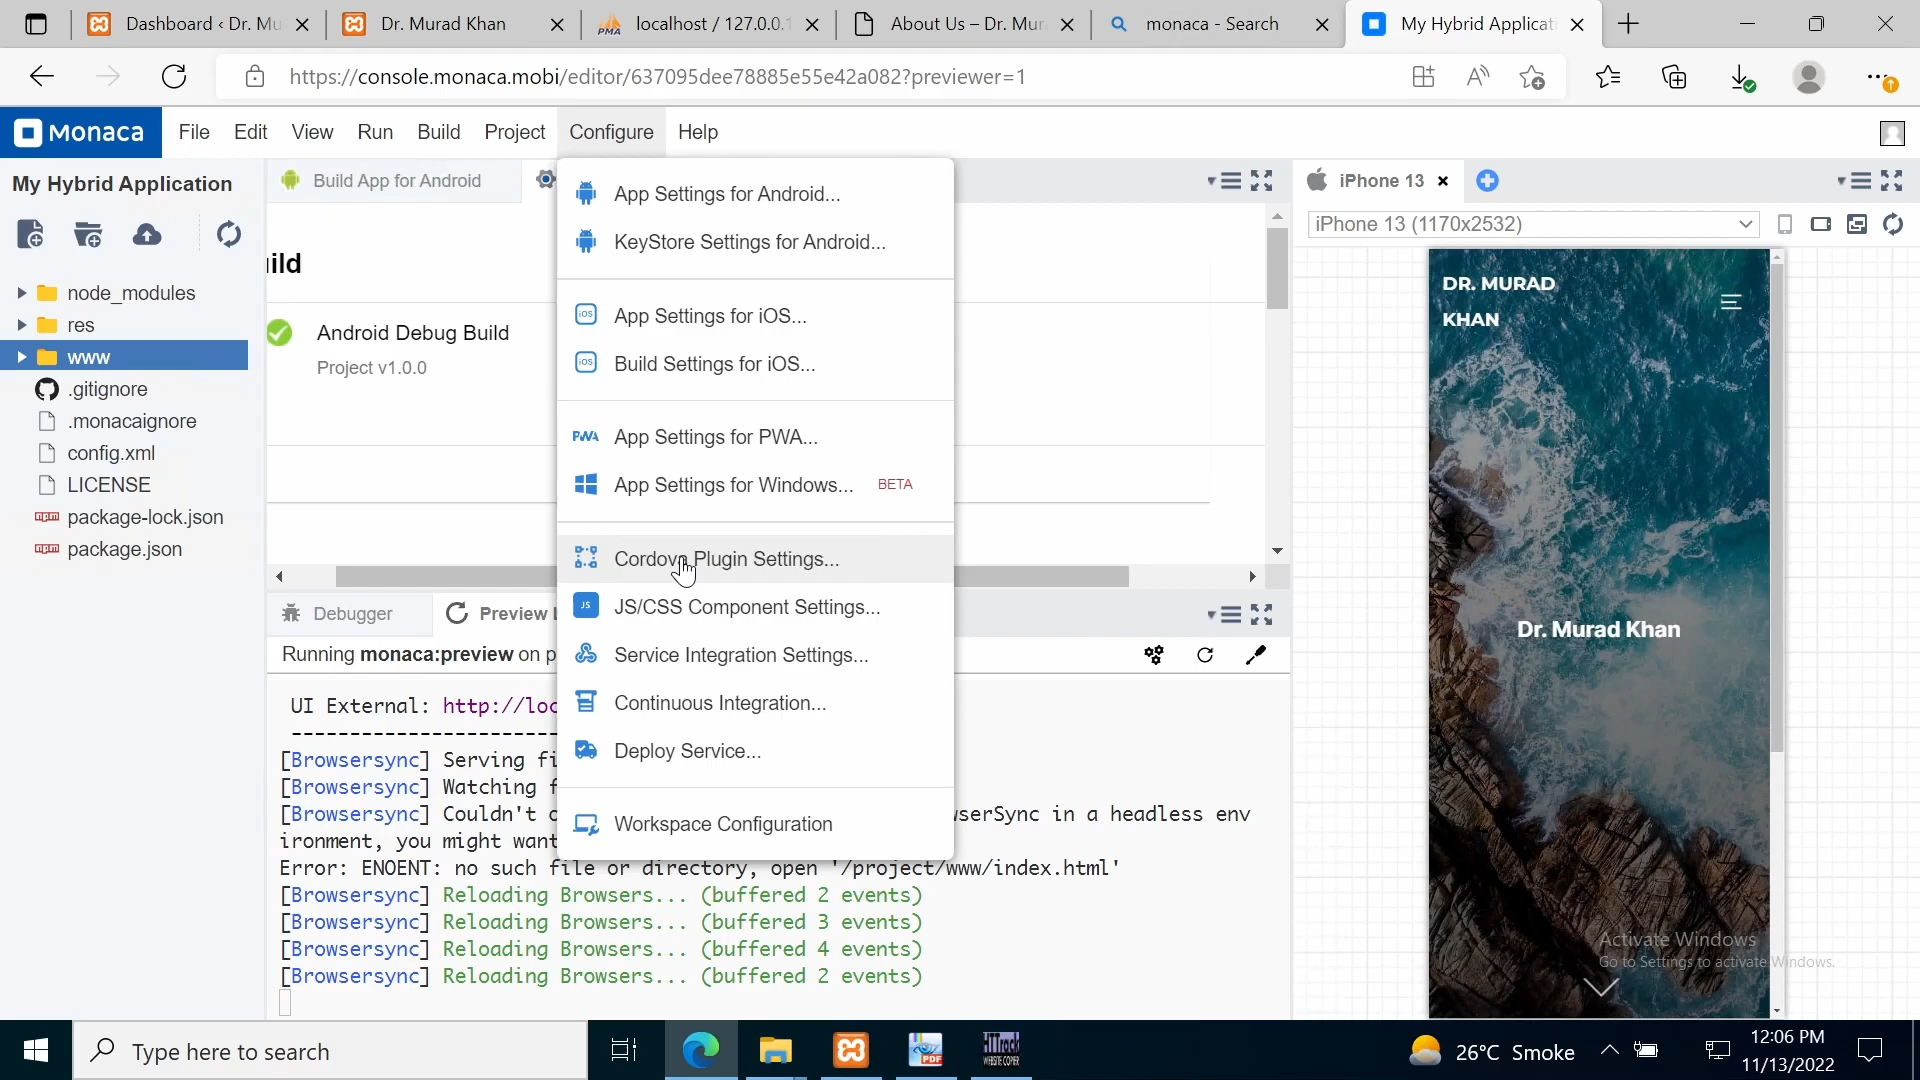 Dashboard ‹ Dr. Mu
Dr. Murad Khan
PMA
localhost / 127.0.0.1
About Us – Dr. Mur
monaca - Search
My Hybrid Applicati
https://console.monaca.mobi/editor/637095dee78885e55e42a082?previewer=1
Monaca
File
Edit
View
Run
Build
Project
Configure
Help
My Hybrid Application
node_modules
res
www
.gitignore
.monacaignore
config.xml
LICENSE
package-lock.json
package.json
Build App for Android
ild
Android Debug Build
Project v1.0.0
App Settings for Android...
KeyStore Settings for Android...
iOS
App Settings for iOS...
iOS
Build Settings for iOS...
PWA
App Settings for PWA...
App Settings for Windows...
BETA
Cordova Plugin Settings...
JS
JS/CSS Component Settings...
Service Integration Settings...
Continuous Integration...
Deploy Service...
Workspace Configuration
Debugger
Preview
Running monaca:preview on p
UI External: http://loc
-----------------------
[Browsersync] Serving fi
[Browsersync] Watching f
[Browsersync] Couldn't o
wserSync in a headless env
ironment, you might want
Error: ENOENT: no such file or directory, open '/project/www/index.html'
[Browsersync] Reloading Browsers... (buffered 2 events)
[Browsersync] Reloading Browsers... (buffered 3 events)
[Browsersync] Reloading Browsers... (buffered 4 events)
[Browsersync] Reloading Browsers... (buffered 2 events)
iPhone 13
iPhone 13 (1170x2532)
DR. MURAD
KHAN
Dr. Murad Khan
Activate Windows
Go to Settings to activate Windows.
Type here to search
PDF
HTTrack
WEBSITE COPIER
26°C Smoke
12:06 PM
11/13/2022